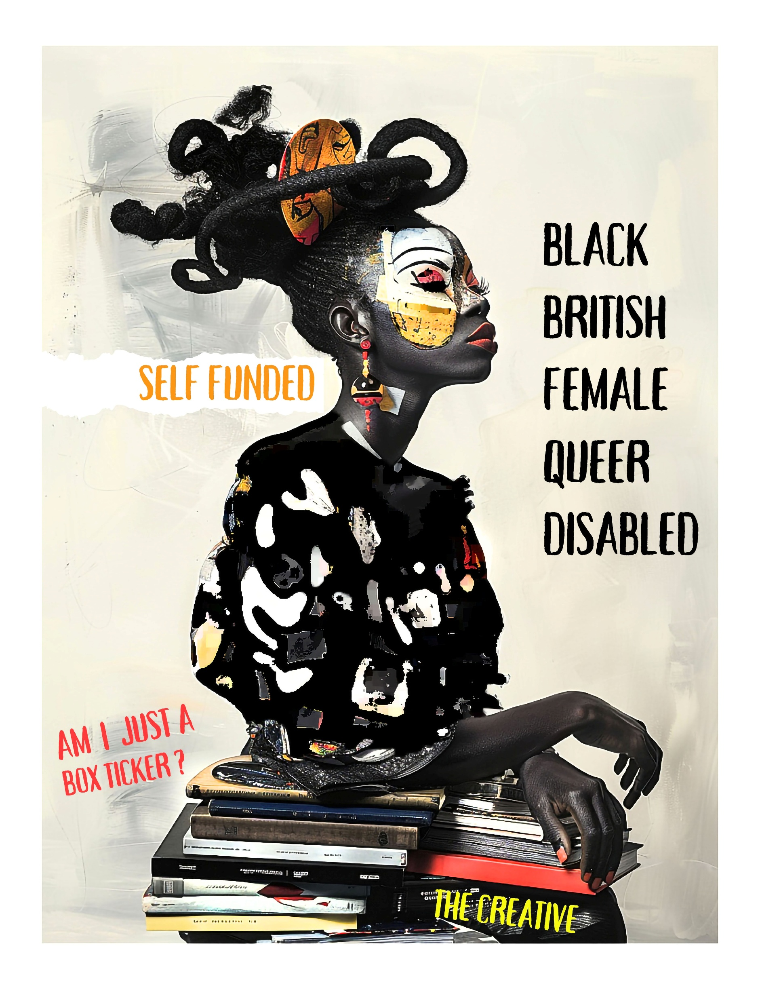 BLACK
BRITISH
FEMALE
QUEER
DISABLED
SELF FUNDED
AM I JUST A
BOX TICKER ?
THE CREATIVE